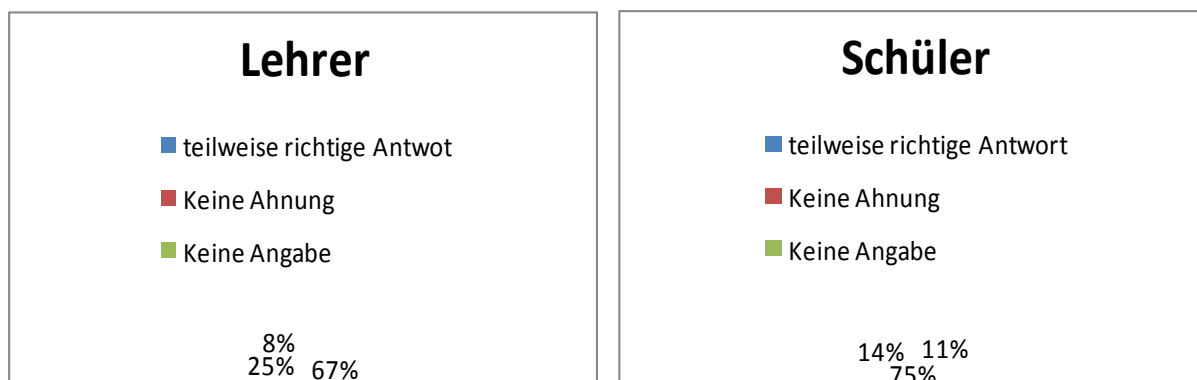 Lehrer
teilweise richtige Antwot
Keine Ahnung
Keine Angabe
8%
25% 67%
Schüler
teilweise richtige Antwort
Keine Ahnung
Keine Angabe
14% 11%
75%